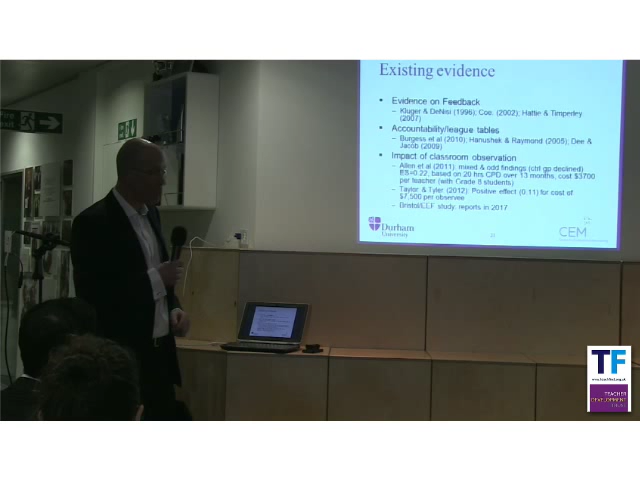 Existing evidence
▪ Evidence on Feedback
– Kluger & DeNisi (1996); Coe, (2002); Hattie & Timperley,
(2007)
▪ Accountability/league tables
– Burgess et al (2010); Hanushek & Raymond (2005); Dee &
Jacob (2009)
▪ Impact of classroom observation
– Allen et al (2011): mixed & odd findings (ctrl gp declined)
ES=0.22, based on 20 hrs CPD over 13 months, cost $3700
per teacher (with Grade 8 students)
– Taylor & Tyler (2012): Positive effect (0.11) for cost of
$7,500 per observee
– Bristol/EEF study: reports in 2017
Durham
University
CEM
TF
TEACHER
DEVELOPMENT
TRUST